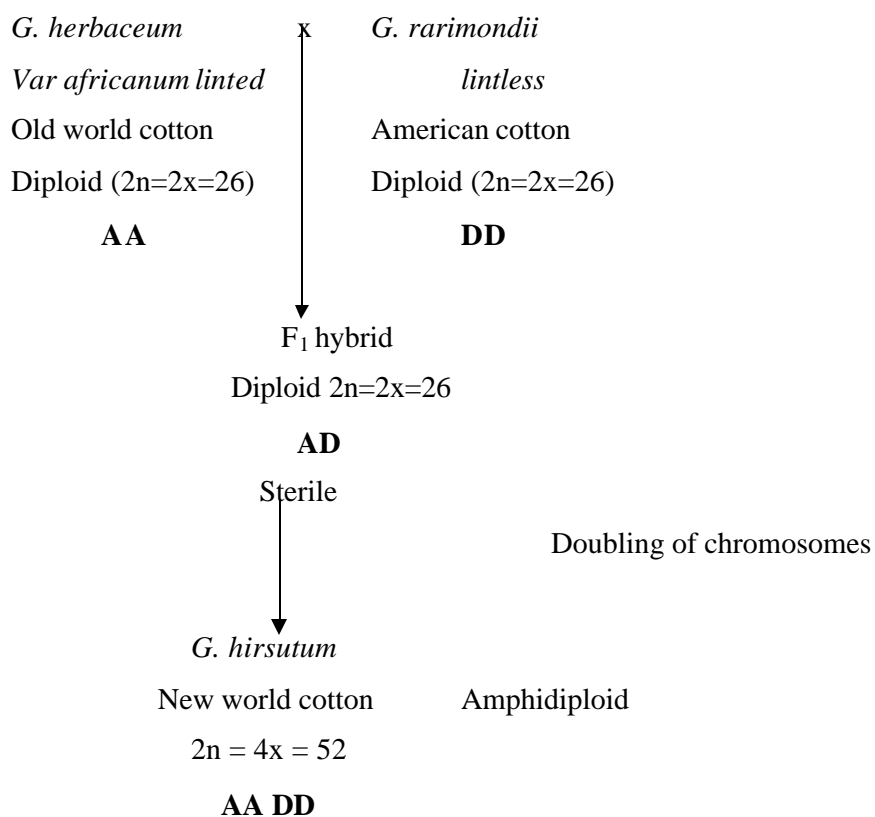 G. herbaceum x G. rarimondii
Var africanum linted lintless
Old world cotton American cotton
Diploid (2n=2x=26) Diploid (2n=2x=26)
AA DD
F1 hybrid
Diploid 2n=2x=26
AD
Sterile
Doubling of chromosomes
G. hirsutum
New world cotton Amphidiploid
2n = 4x = 52
AA DD